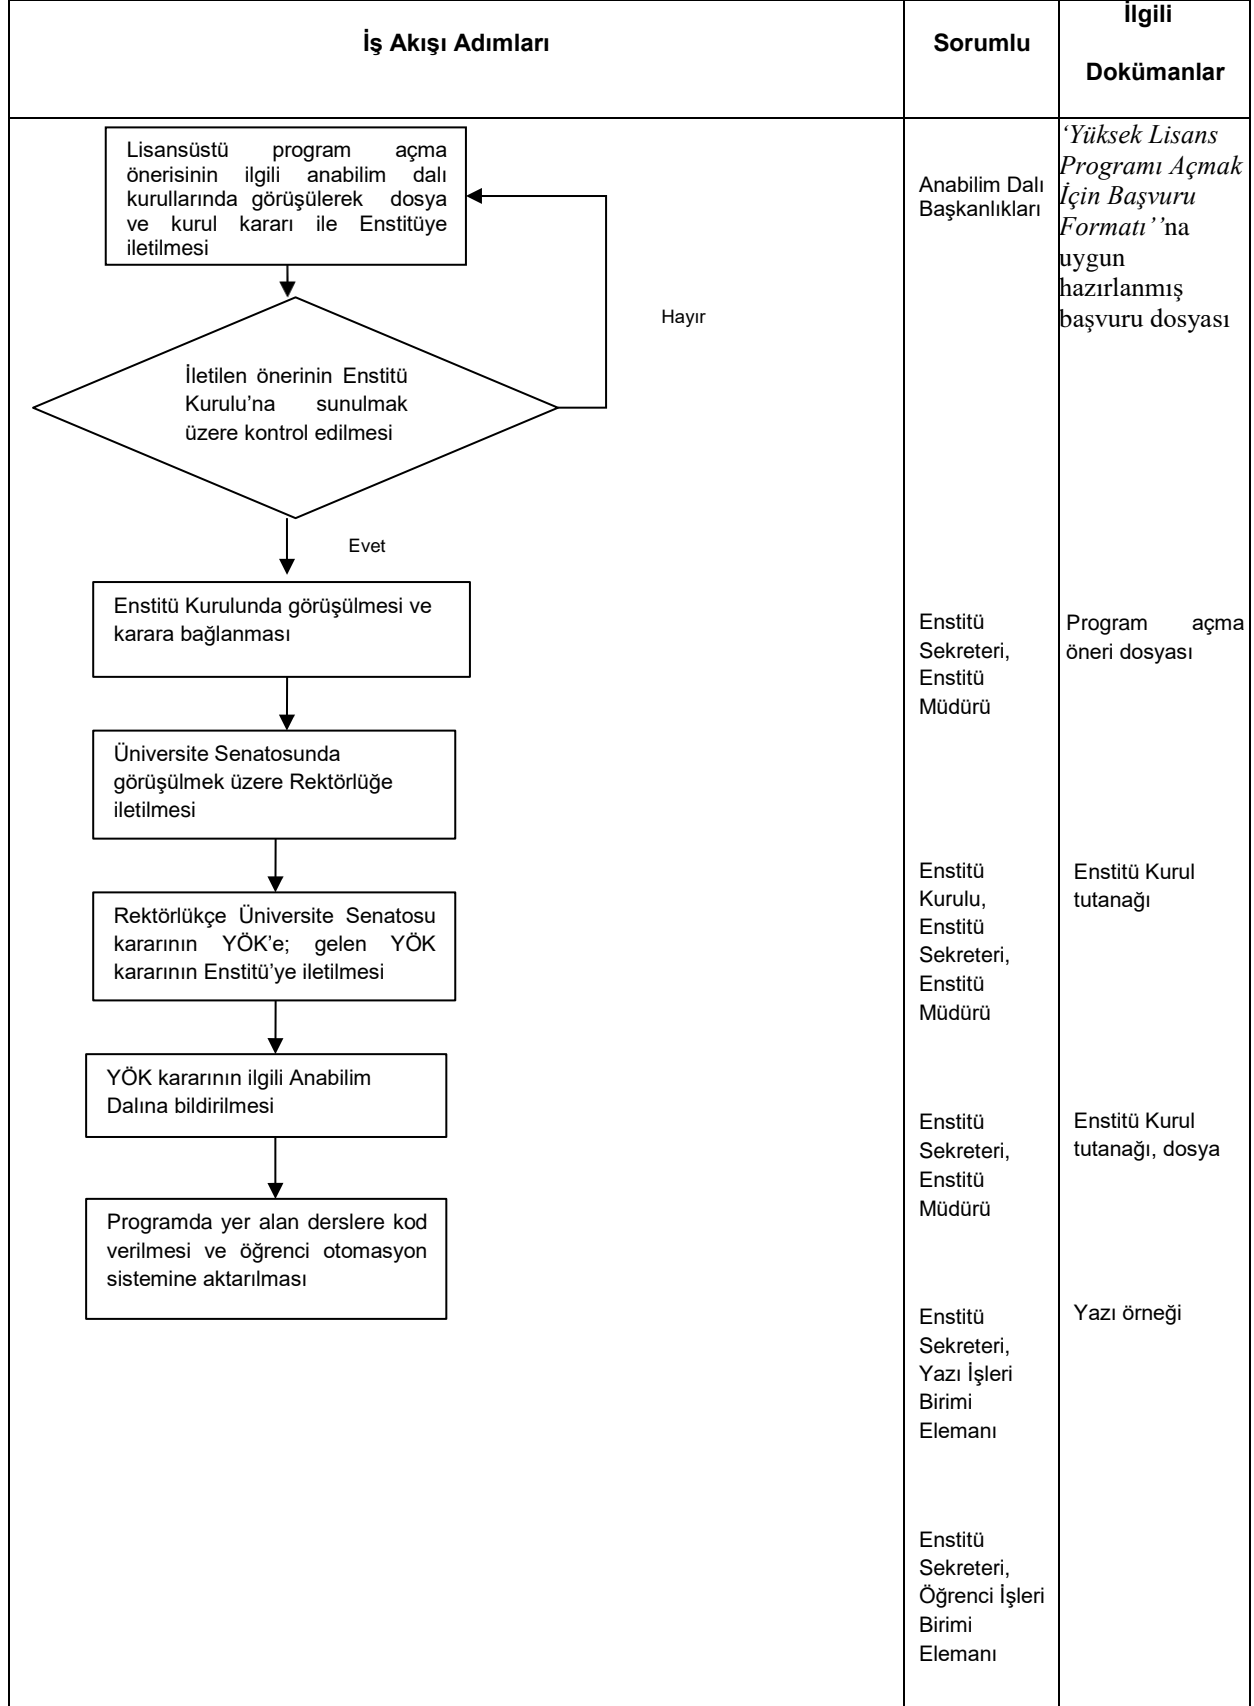 İş Akışı Adımları
Sorumlu
İlgili
Dokümanlar
Lisansüstü program açma
önerisinin ilgili anabilim dalı
kurullarında görüşülerek dosya
ve kurul kararı ile Enstitüye
iletilmesi
Anabilim Dalı
Başkanlıkları
‘Yüksek Lisans
Programı Açmak
İçin Başvuru
Formatı’’na
uygun
hazırlanmış
başvuru dosyası
Hayır
İletilen önerinin Enstitü
Kurulu’na sunulmak
üzere kontrol edilmesi
Evet
Enstitü Kurulunda görüşülmesi ve
karara bağlanması
Enstitü
Sekreteri,
Enstitü
Müdürü
Program açma
öneri dosyası
Üniversite Senatosunda
görüşülmek üzere Rektörlüğe
iletilmesi
Enstitü
Kurulu,
Enstitü
Sekreteri,
Enstitü
Müdürü
Enstitü Kurul
tutanağı
Rektörlükçe Üniversite Senatosu
kararının YÖK’e; gelen YÖK
kararının Enstitü’ye iletilmesi
YÖK kararının ilgili Anabilim
Dalına bildirilmesi
Enstitü
Sekreteri,
Enstitü
Müdürü
Enstitü Kurul
tutanağı, dosya
Programda yer alan derslere kod
verilmesi ve öğrenci otomasyon
sistemine aktarılması
Enstitü
Sekreteri,
Yazı İşleri
Birimi
Elemanı
Yazı örneği
Enstitü
Sekreteri,
Öğrenci İşleri
Birimi
Elemanı